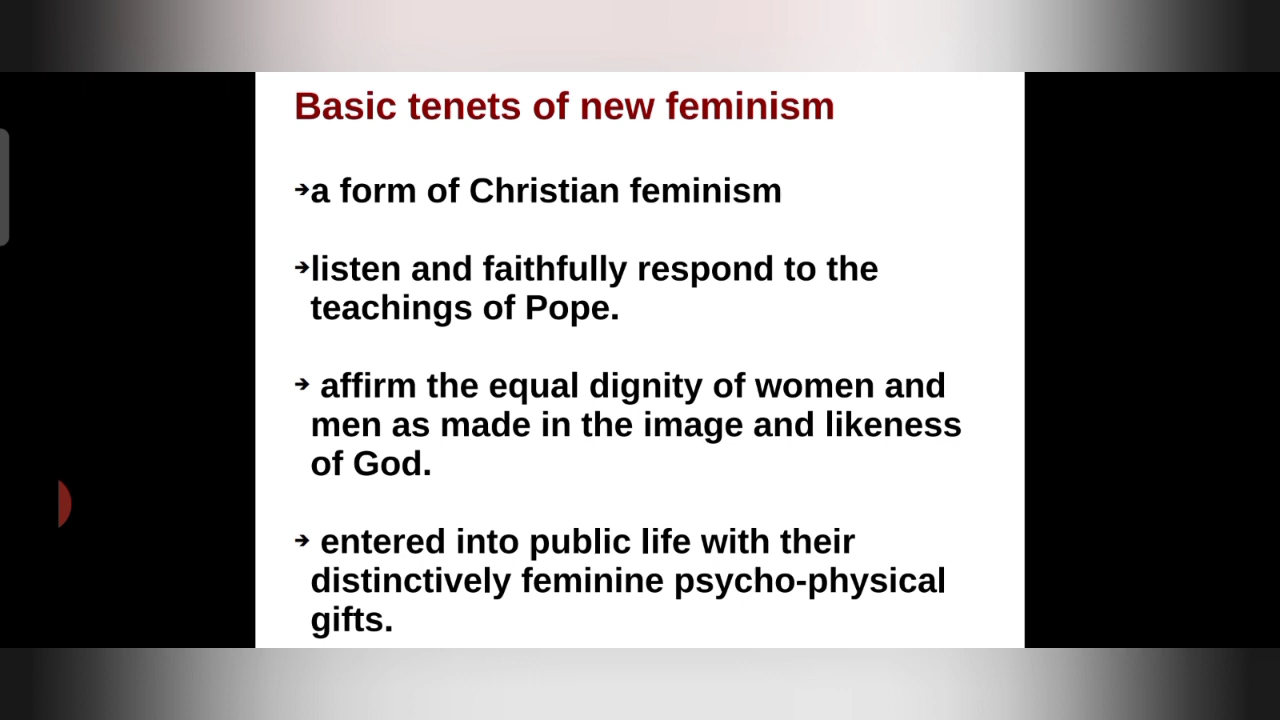 Basic tenets of new feminism
➔a form of Christian feminism
➔listen and faithfully respond to the
teachings of Pope.
➔ affirm the equal dignity of women and
men as made in the image and likeness
of God.
➔ entered into public life with their
distinctively feminine psycho-physical
gifts.